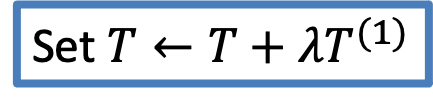 Set 𝑇 ← 𝑇 + 𝜆𝑇⁽¹⁾